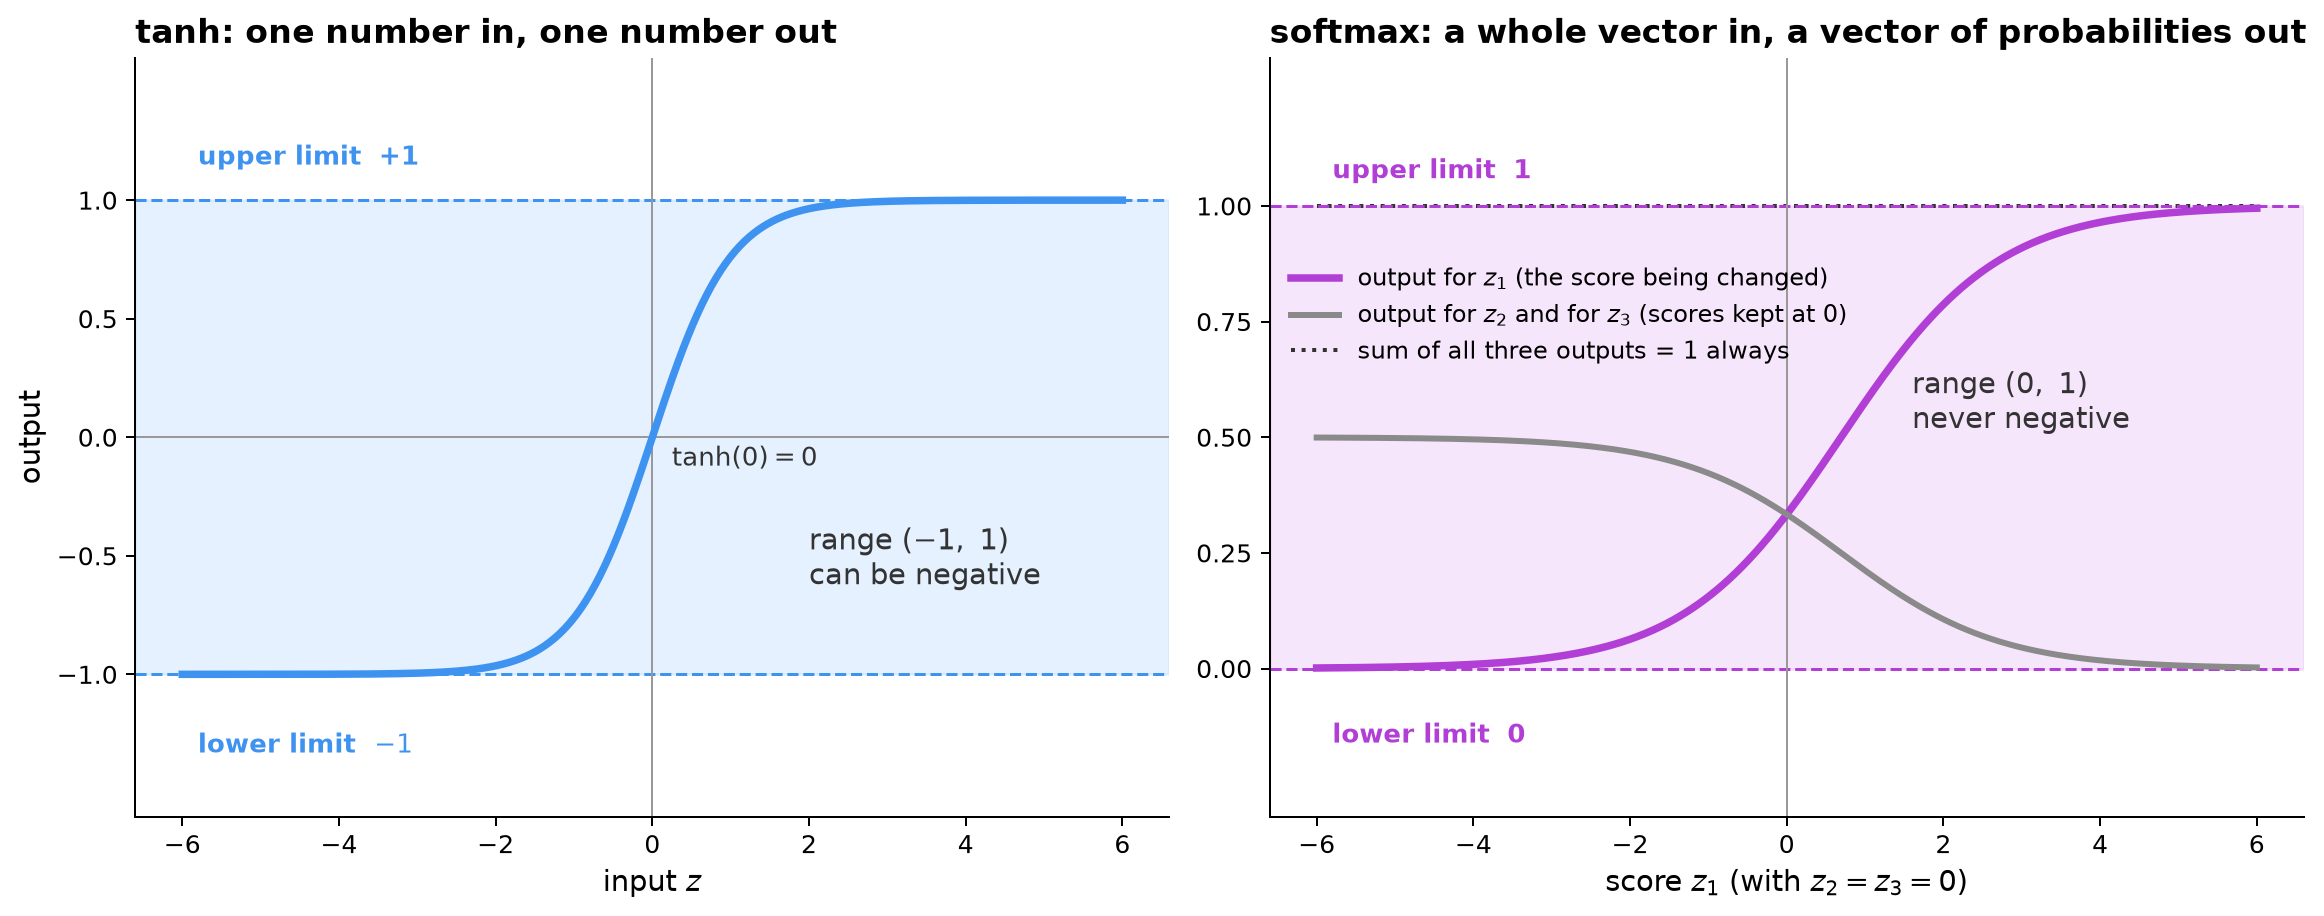 tanh: one number in, one number out
upper limit +1
1.0
0.5
0.0
−0.5
−1.0
output
tanh(0) = 0
range (−1, 1)
can be negative
lower limit −1
−6
−4
−2
0
2
4
6
input z
softmax: a whole vector in, a vector of probabilities out
upper limit 1
1.00
0.75
0.50
0.25
0.00
output for z₁ (the score being changed)
output for z₂ and for z₃ (scores kept at 0)
sum of all three outputs = 1 always
range (0, 1)
never negative
lower limit 0
−6
−4
−2
0
2
4
6
score z₁ (with z₂ = z₃ = 0)